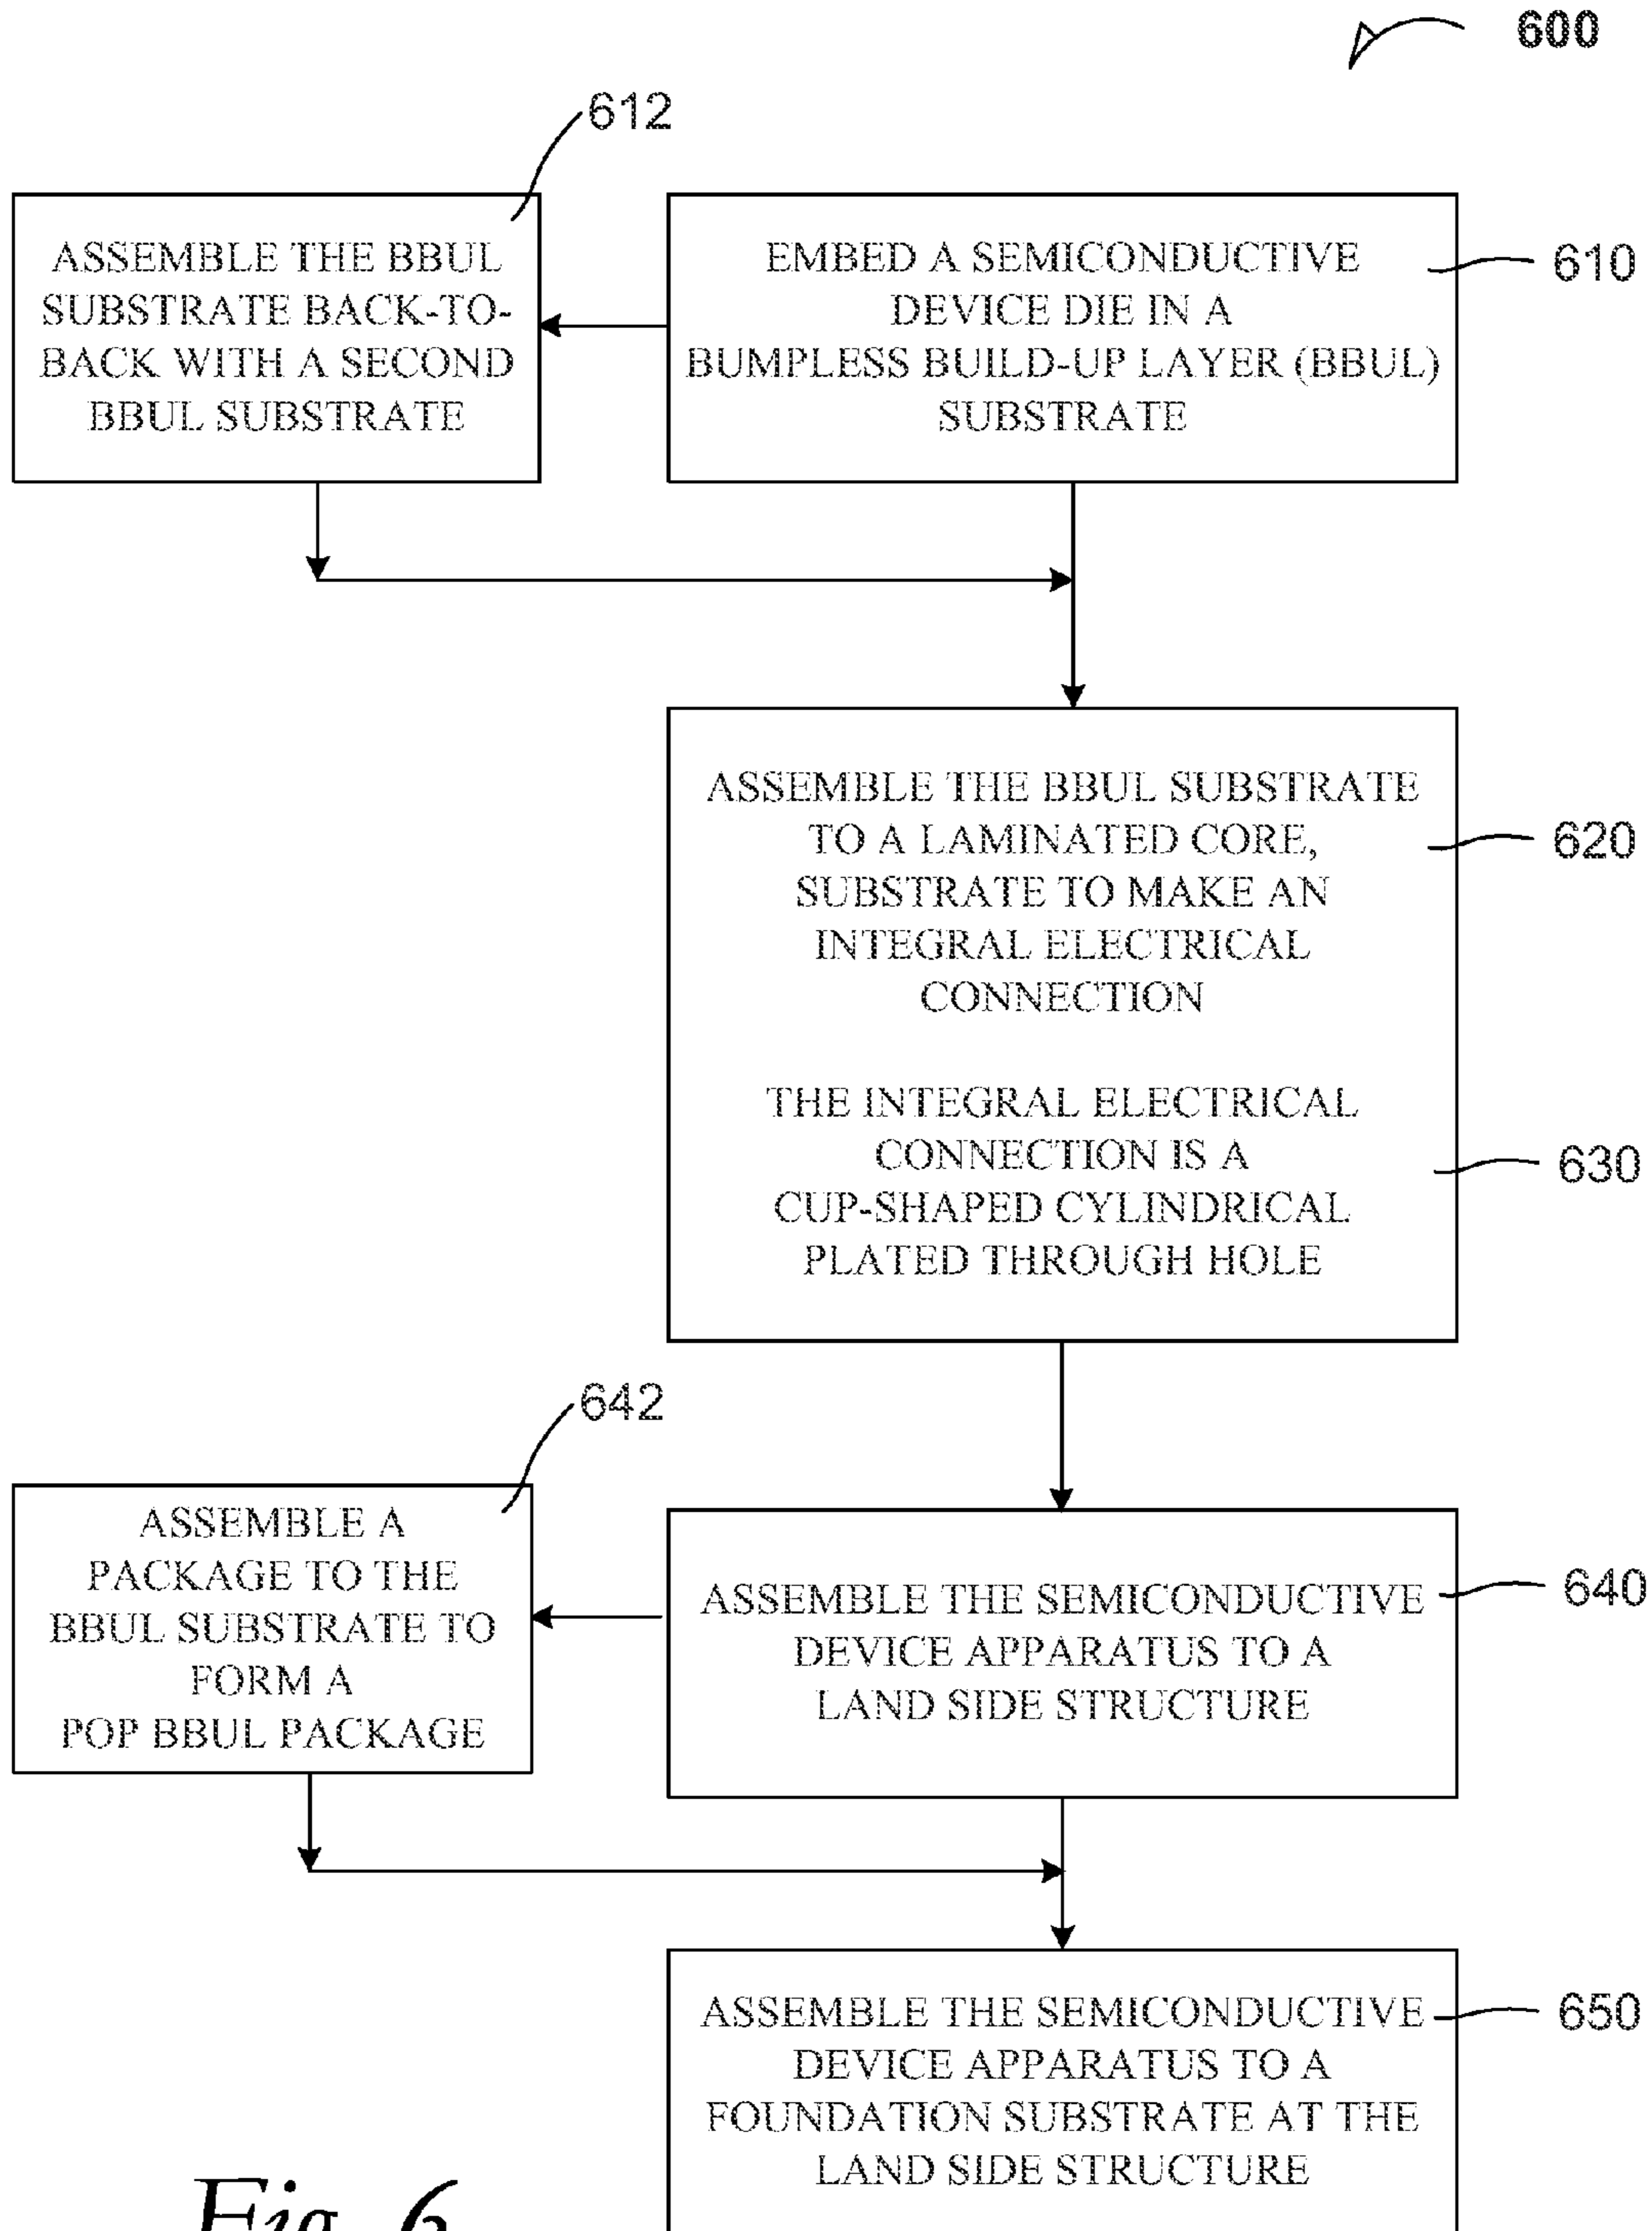 600
612
ASSEMBLE THE BBUL
SUBSTRATE BACK-TO-
BACK WITH A SECOND
BBUL SUBSTRATE
EMBED A SEMICONDUCTIVE
DEVICE DIE IN A
BUMPLESS BUILD-UP LAYER (BBUL)
SUBSTRATE
610
ASSEMBLE THE BBUL SUBSTRATE
TO A LAMINATED CORE,
SUBSTRATE TO MAKE AN
INTEGRAL ELECTRICAL
CONNECTION
620
THE INTEGRAL ELECTRICAL
CONNECTION IS A
CUP-SHAPED CYLINDRICAL
PLATED THROUGH HOLE
630
642
ASSEMBLE A
PACKAGE TO THE
BBUL SUBSTRATE TO
FORM A
POP BBUL PACKAGE
ASSEMBLE THE SEMICONDUCTIVE
DEVICE APPARATUS TO A
LAND SIDE STRUCTURE
640
ASSEMBLE THE SEMICONDUCTIVE
DEVICE APPARATUS TO A
FOUNDATION SUBSTRATE AT THE
LAND SIDE STRUCTURE
650
Fig. 6